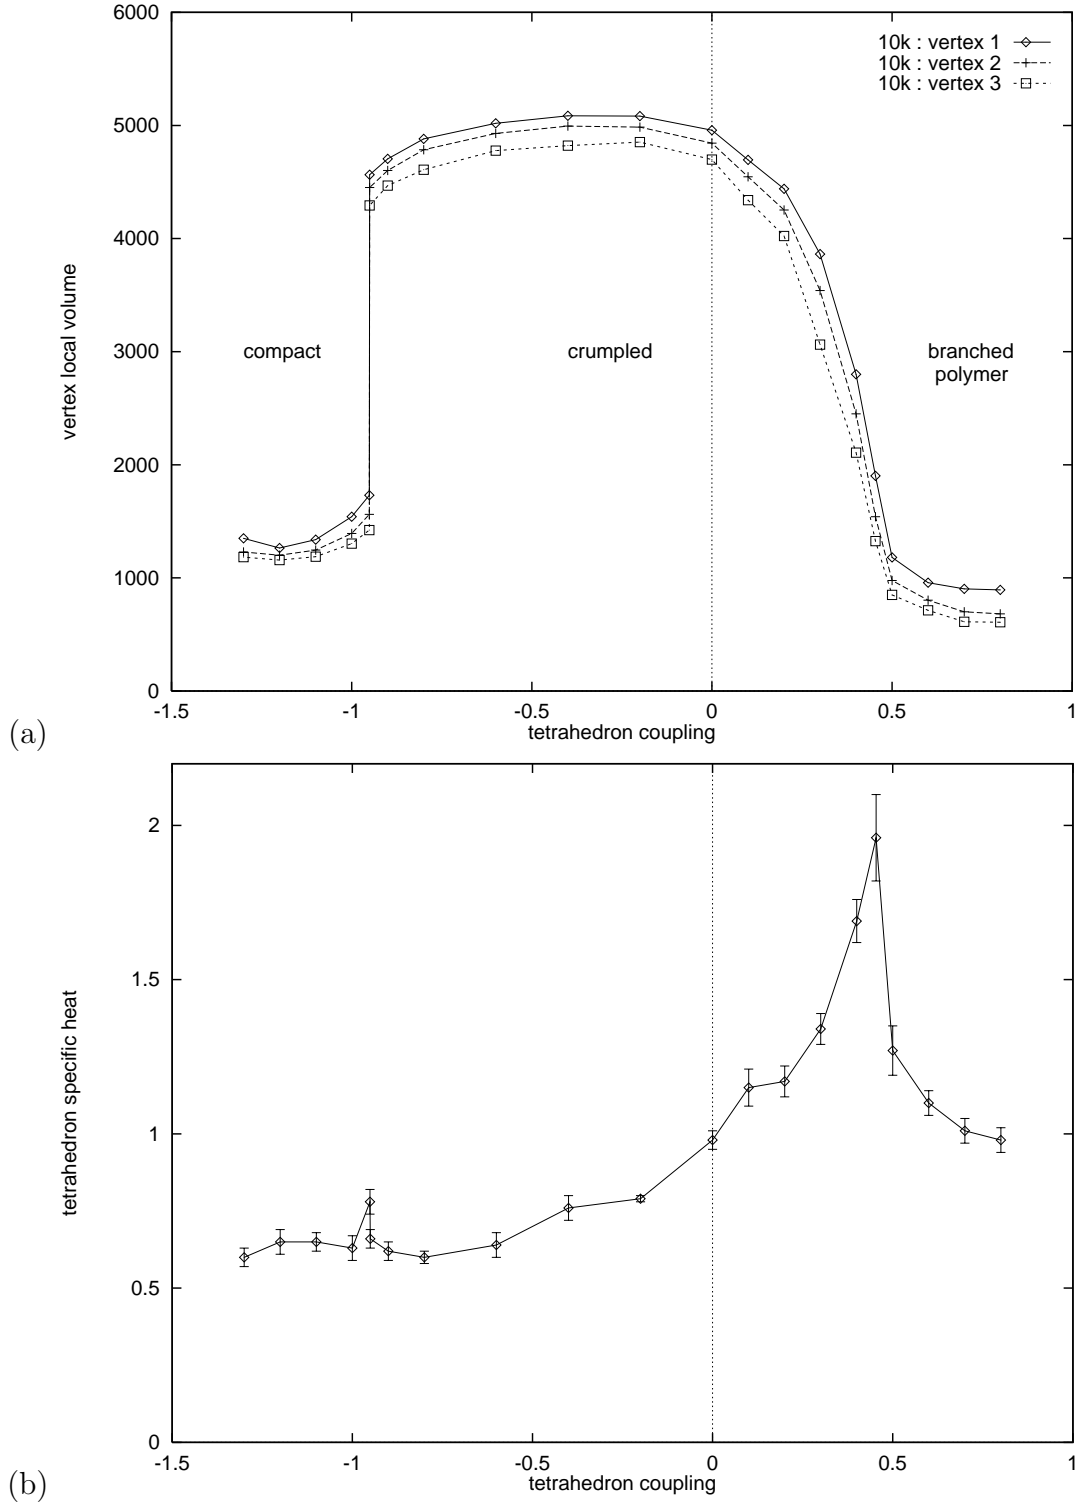 6000
5000
4000
3000
2000
1000
0
vertex local volume
10k : vertex 1
10k : vertex 2
10k : vertex 3
compact
crumpled
branched
polymer
-1.5 -1 -0.5 0 0.5 1
tetrahedron coupling
(a)
2
1.5
1
0.5
0
tetrahedron specific heat
-1.5 -1 -0.5 0 0.5 1
tetrahedron coupling
(b)